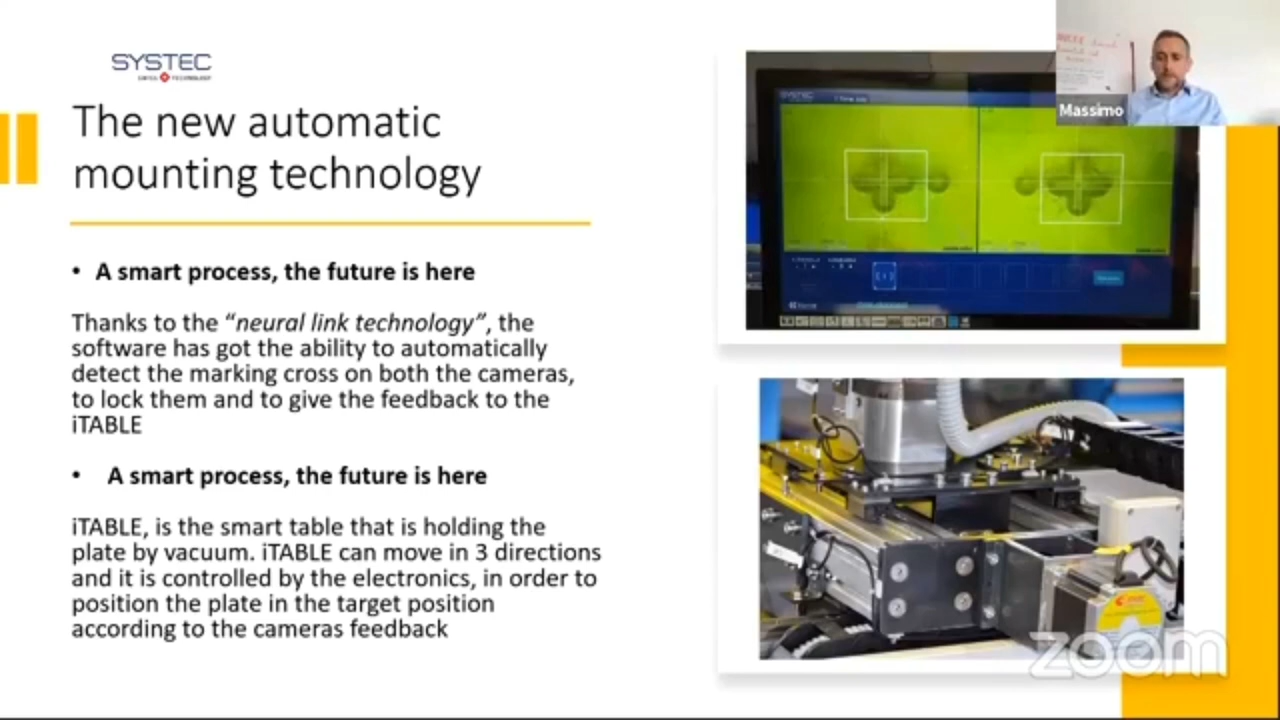 SYSTEC
SWISS TECHNOLOGY
The new automatic
mounting technology
• A smart process, the future is here
Thanks to the “neural link technology”, the
software has got the ability to automatically
detect the marking cross on both the cameras,
to lock them and to give the feedback to the
iTABLE
• A smart process, the future is here
iTABLE, is the smart table that is holding the
plate by vacuum. iTABLE can move in 3 directions
and it is controlled by the electronics, in order to
position the plate in the target position
according to the cameras feedback
SYSTEC
Massimo
zoom